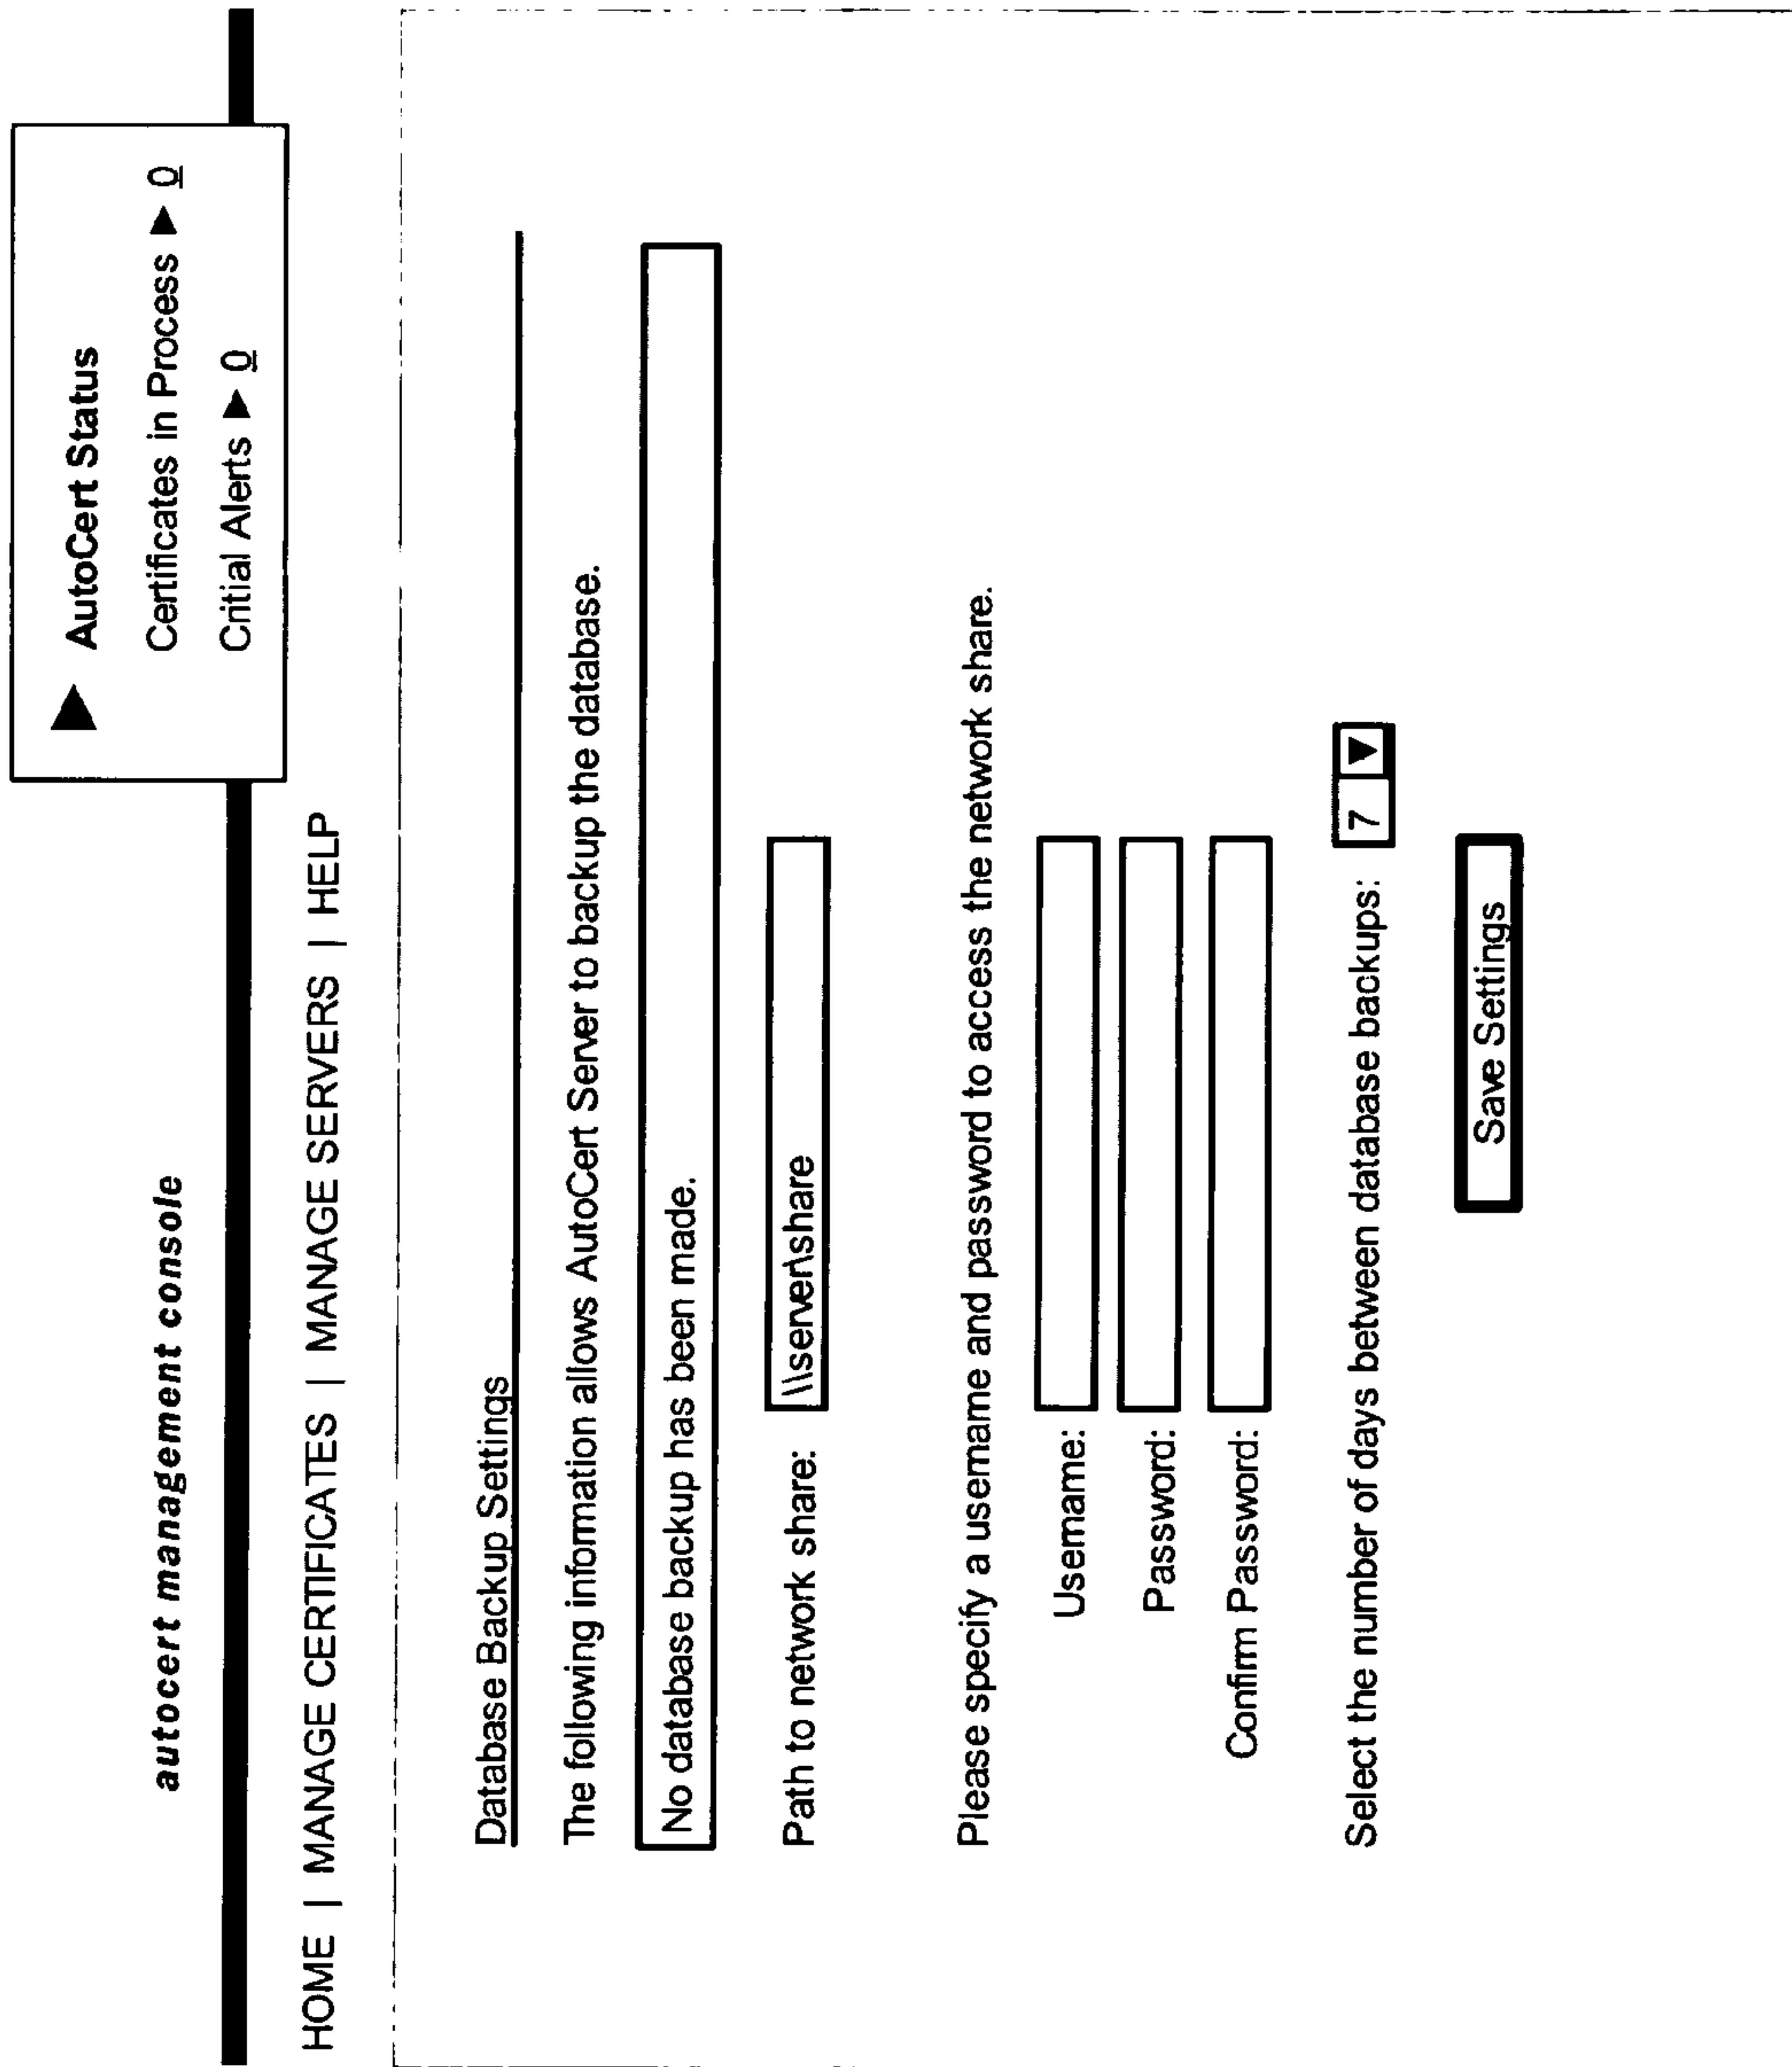 autocert management console
▶ AutoCert Status
Certificates in Process ▶ 0
Critial Alerts ▶ 0
HOME | MANAGE CERTIFICATES | MANAGE SERVERS | HELP
Database Backup Settings
The following information allows AutoCert Server to backup the database.
No database backup has been made.
Path to network share: \\server\share
Please specify a username and password to access the network share.
Username:
Password:
Confirm Password:
Select the number of days between database backups: 7 ▼
Save Settings